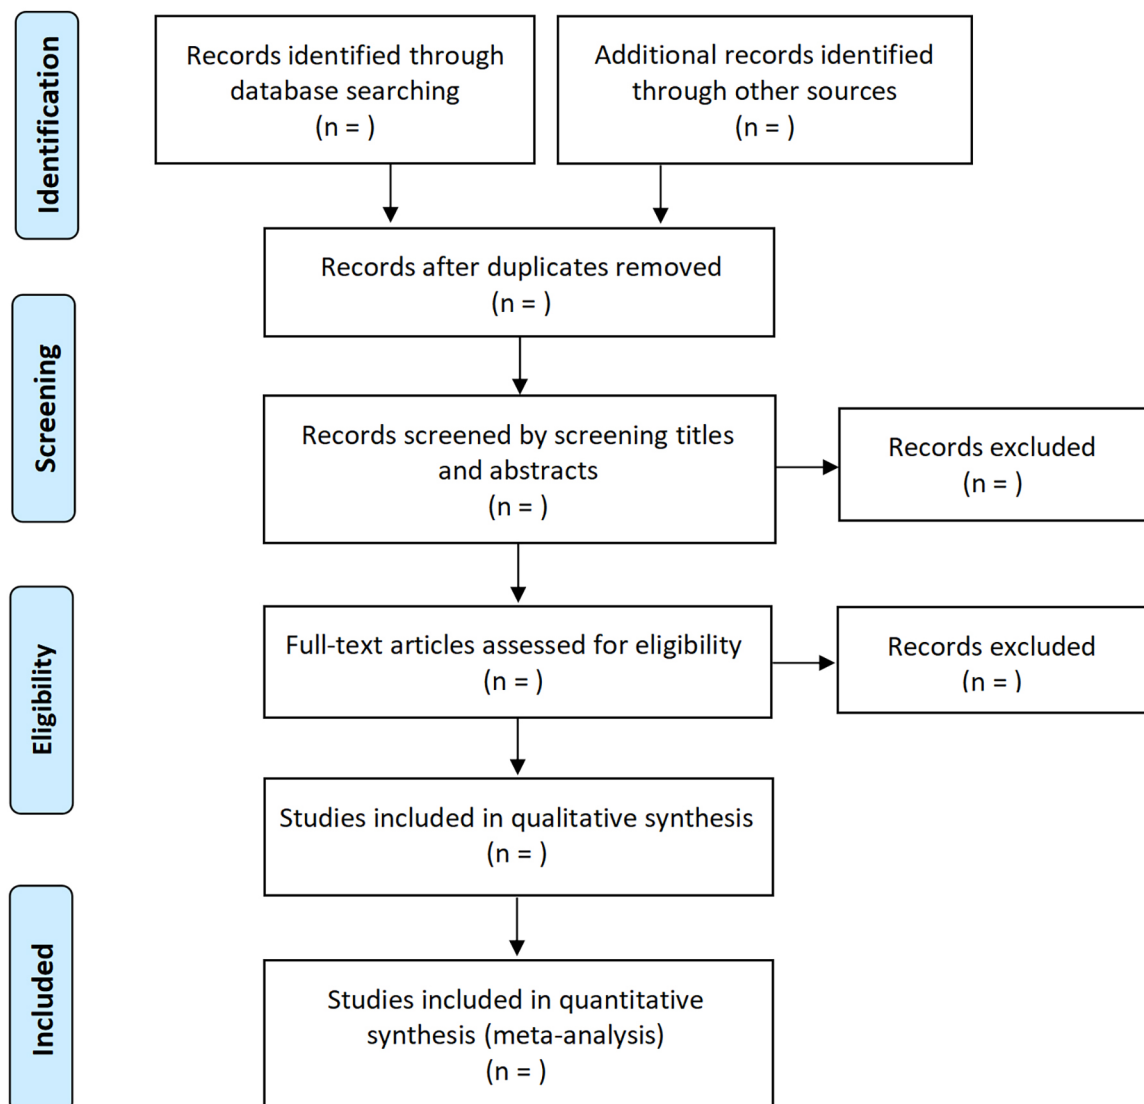 Identification
Records identified through
database searching
(n = )
Additional records identified
through other sources
(n = )
Records after duplicates removed
(n = )
Screening
Records screened by screening titles
and abstracts
(n = )
Records excluded
(n = )
Eligibility
Full-text articles assessed for eligibility
(n = )
Records excluded
(n = )
Studies included in qualitative synthesis
(n = )
Included
Studies included in quantitative
synthesis (meta-analysis)
(n = )